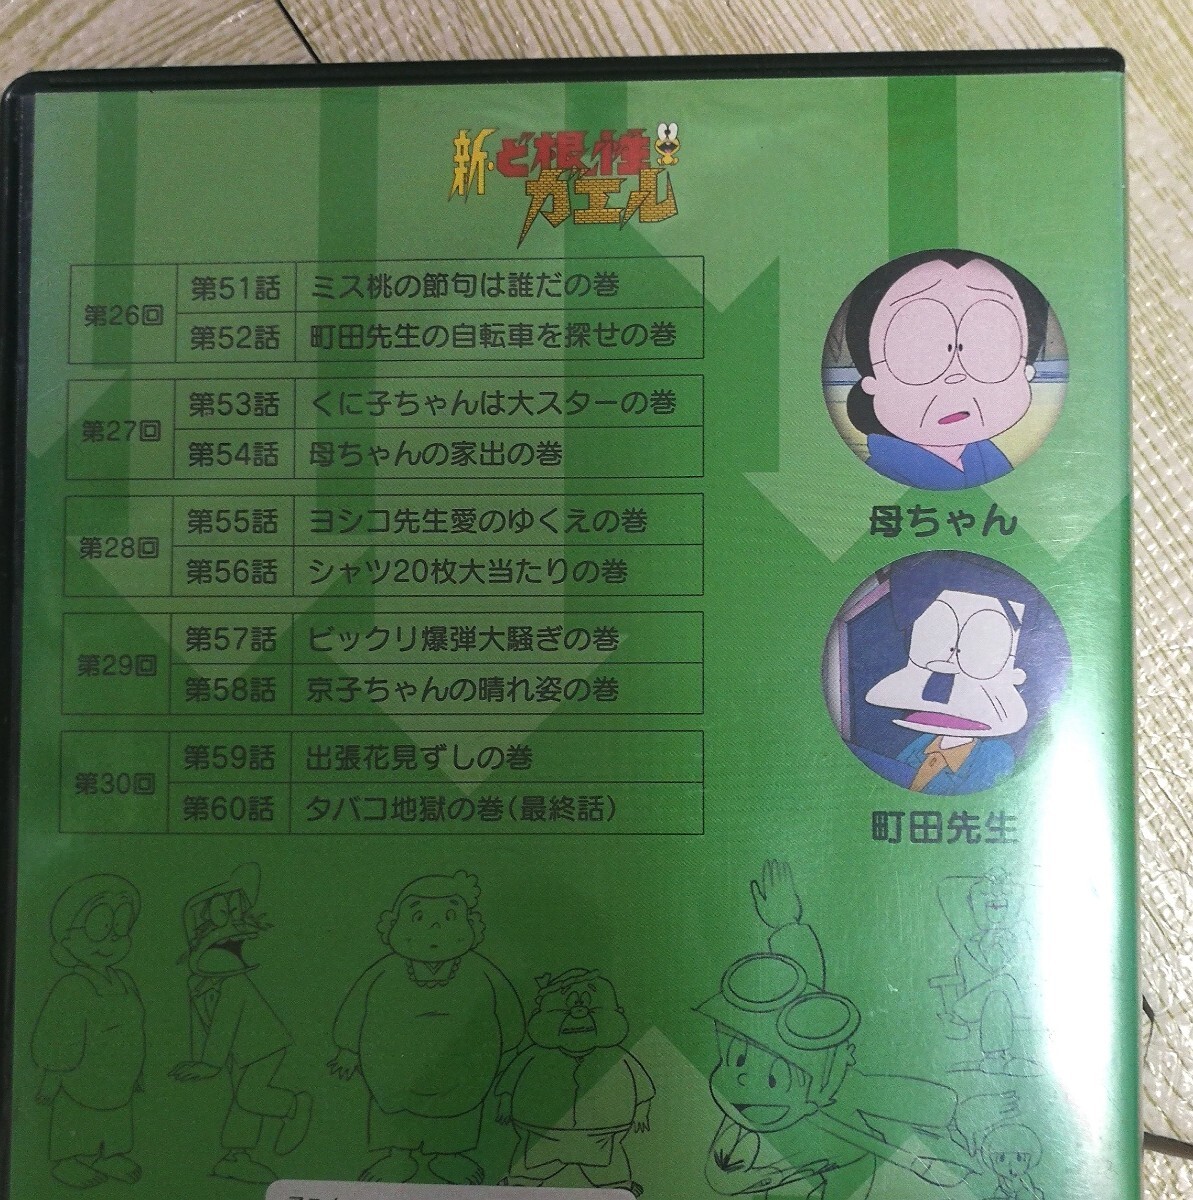 新・ど根性
ガエル
第26回 第51話 ミス桃の節句は誰だの巻
第52話 町田先生の自転車を探せの巻
第27回 第53話 くに子ちゃんは大スターの巻
第54話 母ちゃんの家出の巻
第28回 第55話 ヨシコ先生愛のゆくえの巻
第56話 シャツ20枚大当たりの巻
第29回 第57話 ビックリ爆弾大騒ぎの巻
第58話 京子ちゃんの晴れ姿の巻
第30回 第59話 出張花見ずしの巻
第60話 タバコ地獄の巻（最終話）
母ちゃん
町田先生